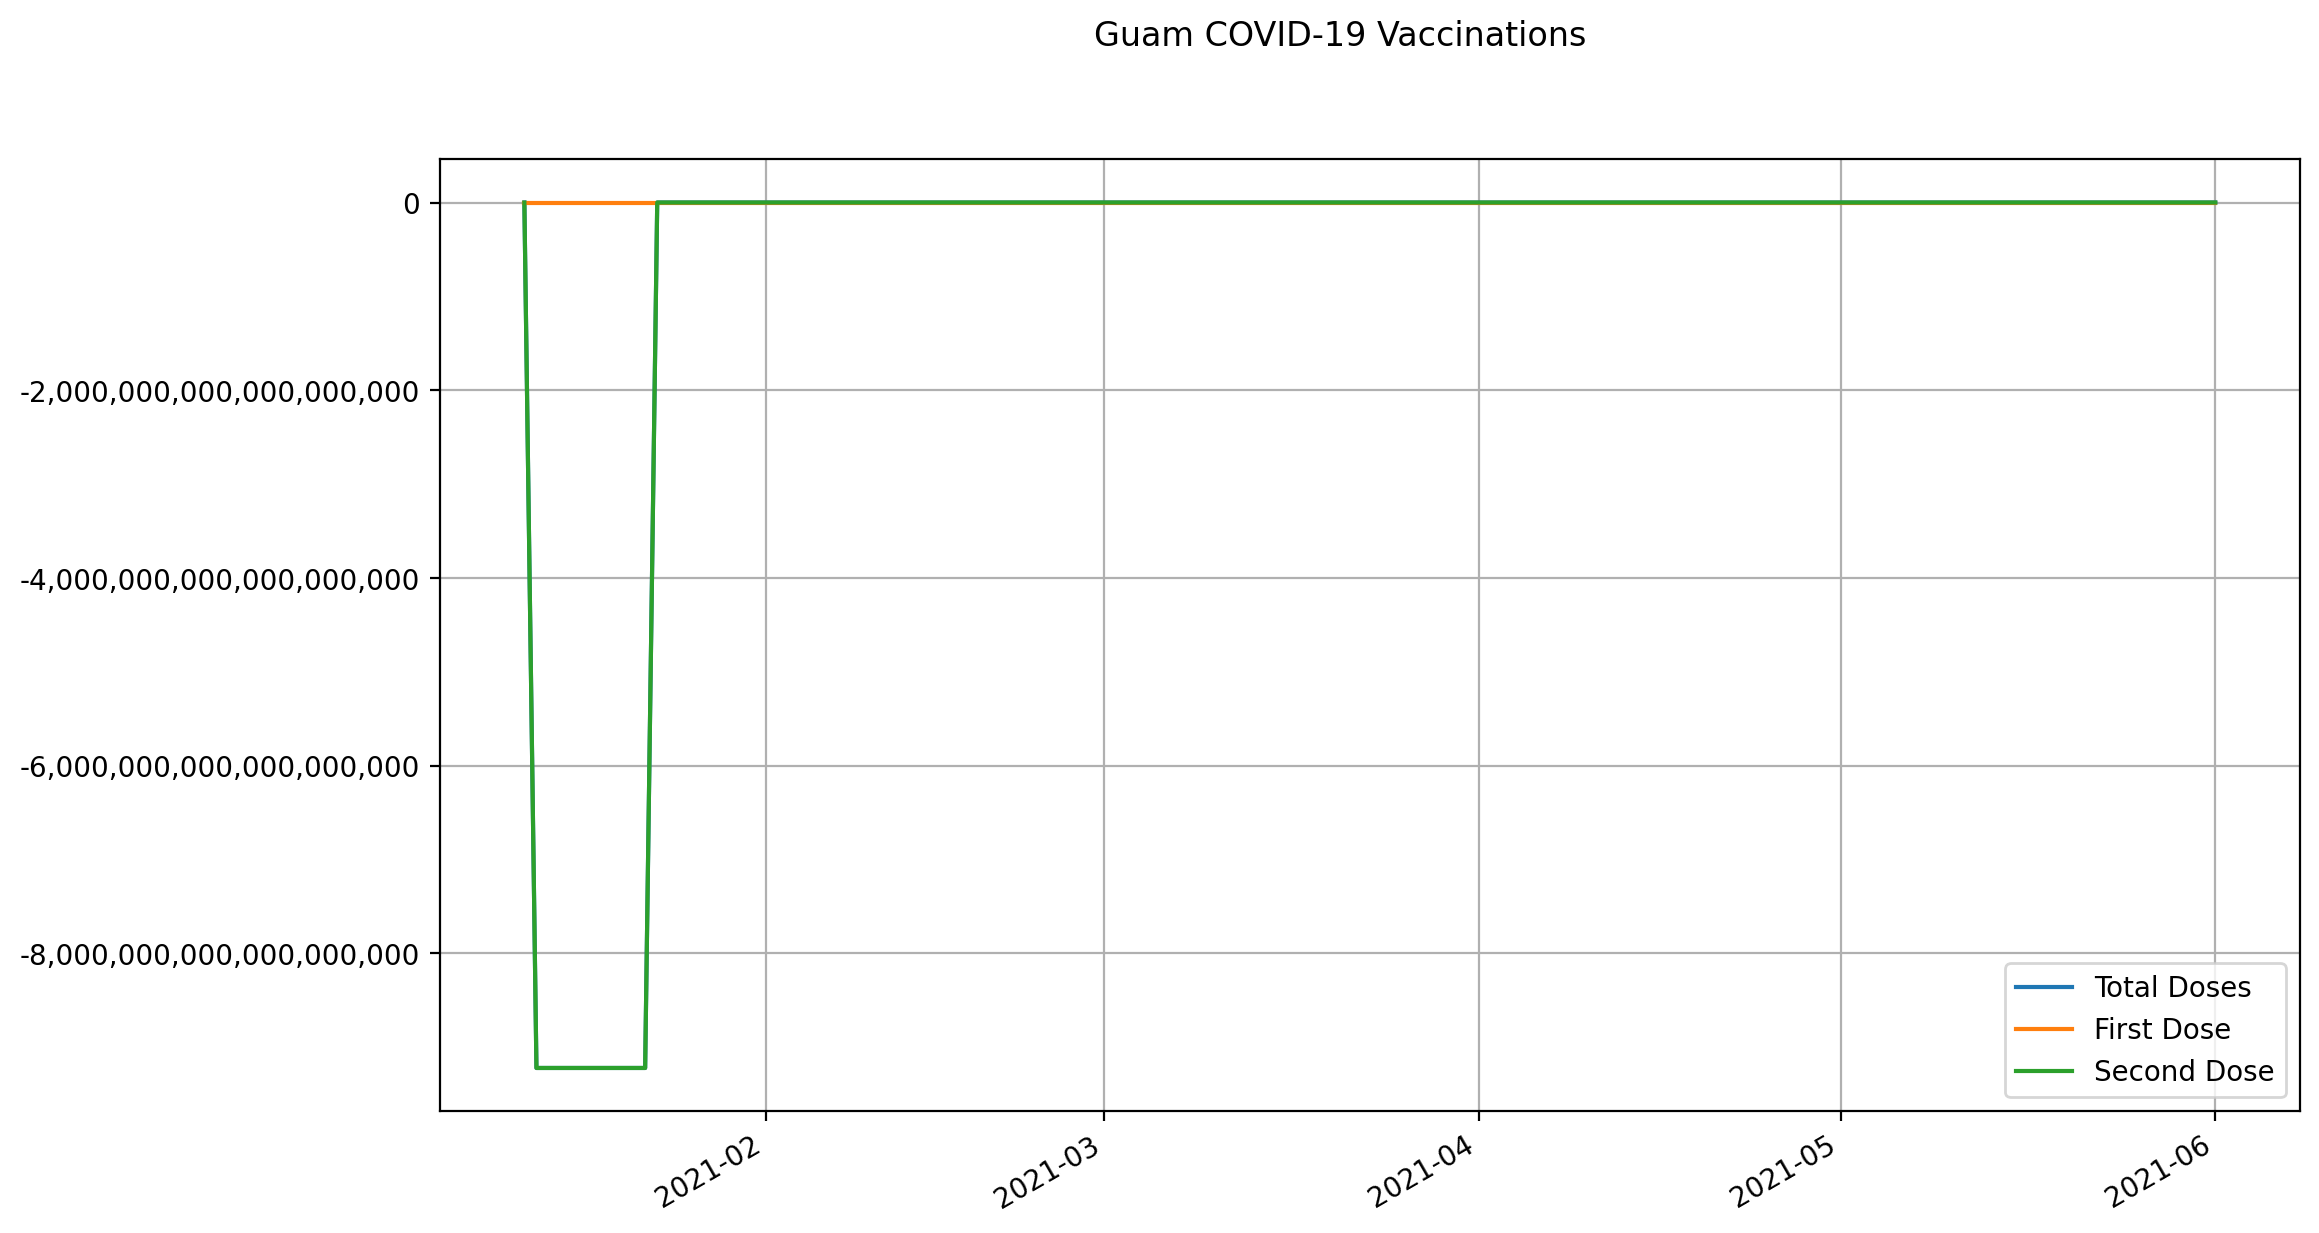 Guam COVID-19 Vaccinations
0
-2,000,000,000,000,000,000
-4,000,000,000,000,000,000
-6,000,000,000,000,000,000
-8,000,000,000,000,000,000
Total Doses
First Dose
Second Dose
2021-02
2021-03
2021-04
2021-05
2021-06